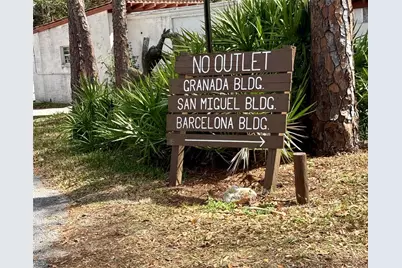 NO OUTLET
GRANADA BLDG.
SAN MIGUEL BLDG.
BARCELONA BLDG.